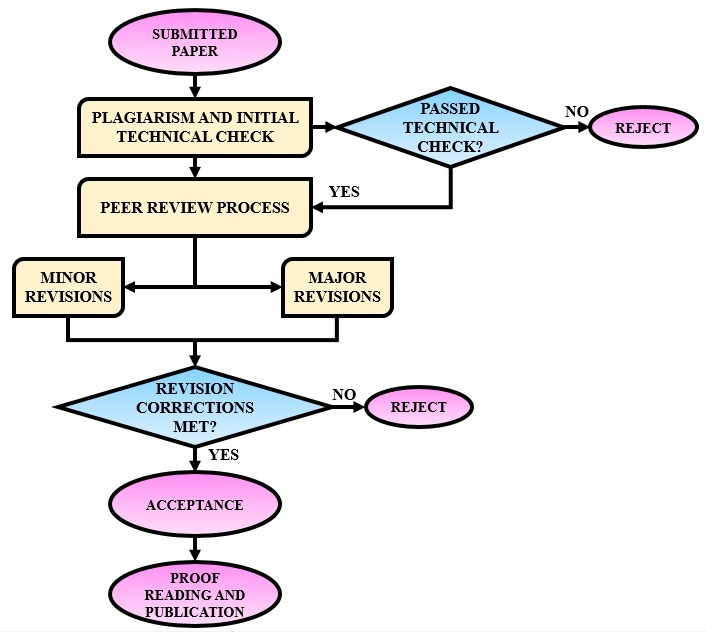 SUBMITTED
PAPER
PLAGIARISM AND INITIAL
TECHNICAL CHECK
PASSED
TECHNICAL
CHECK?
NO
REJECT
YES
PEER REVIEW PROCESS
MINOR
REVISIONS
MAJOR
REVISIONS
REVISION
CORRECTIONS
MET?
NO
REJECT
YES
ACCEPTANCE
PROOF
READING AND
PUBLICATION